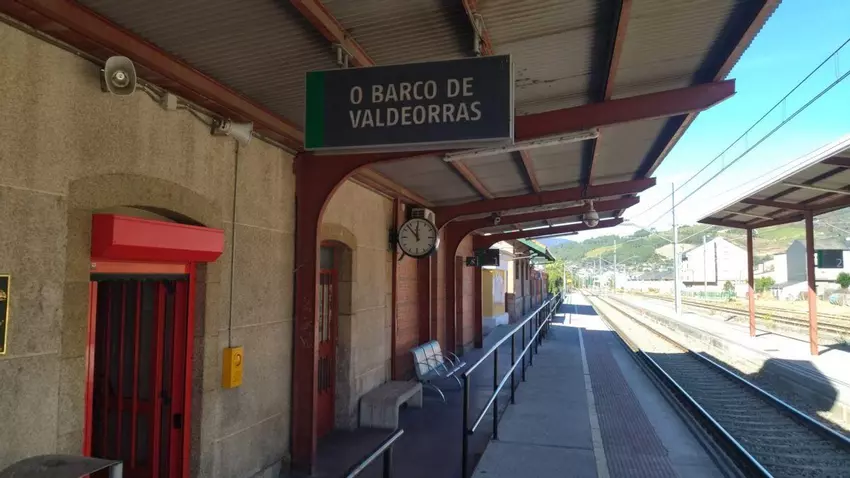 O BARCO DE
VALDEORRAS